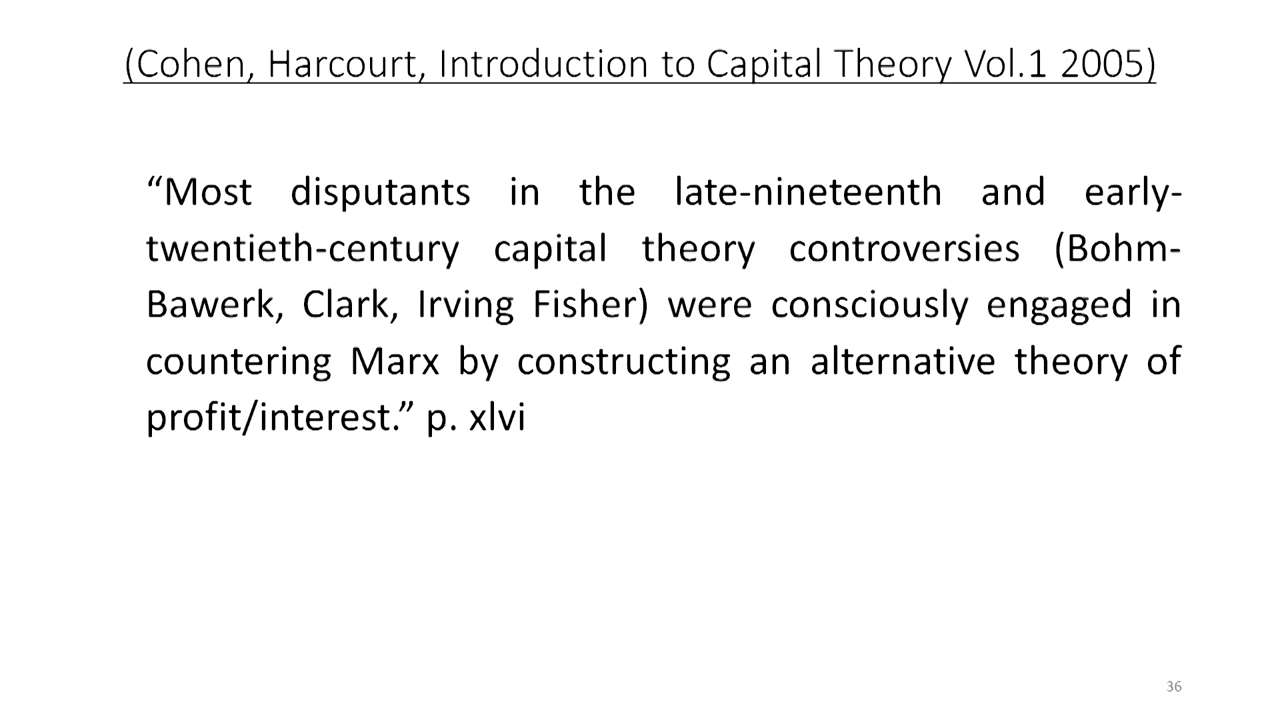 (Cohen, Harcourt, Introduction to Capital Theory Vol.1 2005)
“Most disputants in the late-nineteenth and early-
twentieth-century capital theory controversies (Bohm-
Bawerk, Clark, Irving Fisher) were consciously engaged in
countering Marx by constructing an alternative theory of
profit/interest.” p. xlvi
36